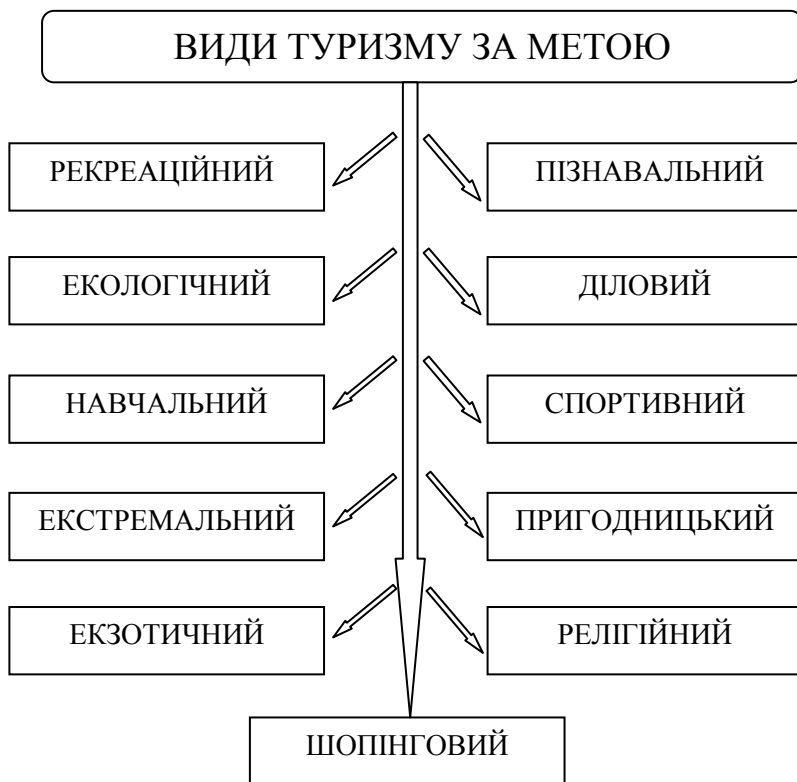 ВИДИ ТУРИЗМУ ЗА МЕТОЮ
РЕКРЕАЦІЙНИЙ
ПІЗНАВАЛЬНИЙ
ЕКОЛОГІЧНИЙ
ДІЛОВИЙ
НАВЧАЛЬНИЙ
СПОРТИВНИЙ
ЕКСТРЕМАЛЬНИЙ
ПРИГОДНИЦЬКИЙ
ЕКЗОТИЧНИЙ
РЕЛІГІЙНИЙ
ШОПІНГОВИЙ